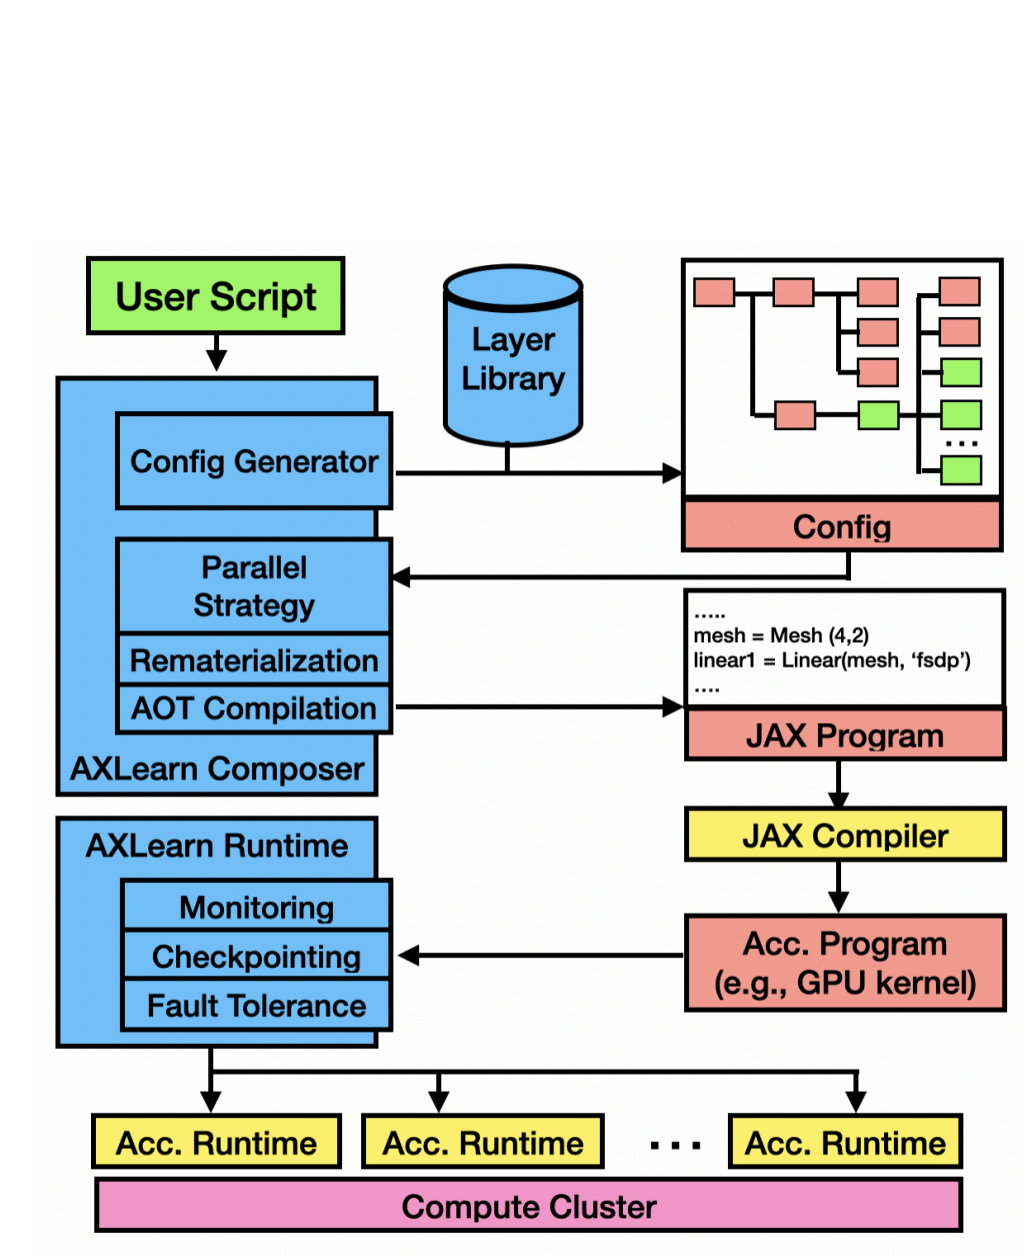 User Script
Layer
Library
Config Generator
...
Config
Parallel
Strategy
Rematerialization
AOT Compilation
AXLearn Composer
.....
mesh = Mesh (4,2)
linear1 = Linear(mesh, ‘fsdp’)
....
JAX Program
JAX Compiler
AXLearn Runtime
Monitoring
Checkpointing
Fault Tolerance
Acc. Program
(e.g., GPU kernel)
Acc. Runtime
Acc. Runtime
...
Acc. Runtime
Compute Cluster